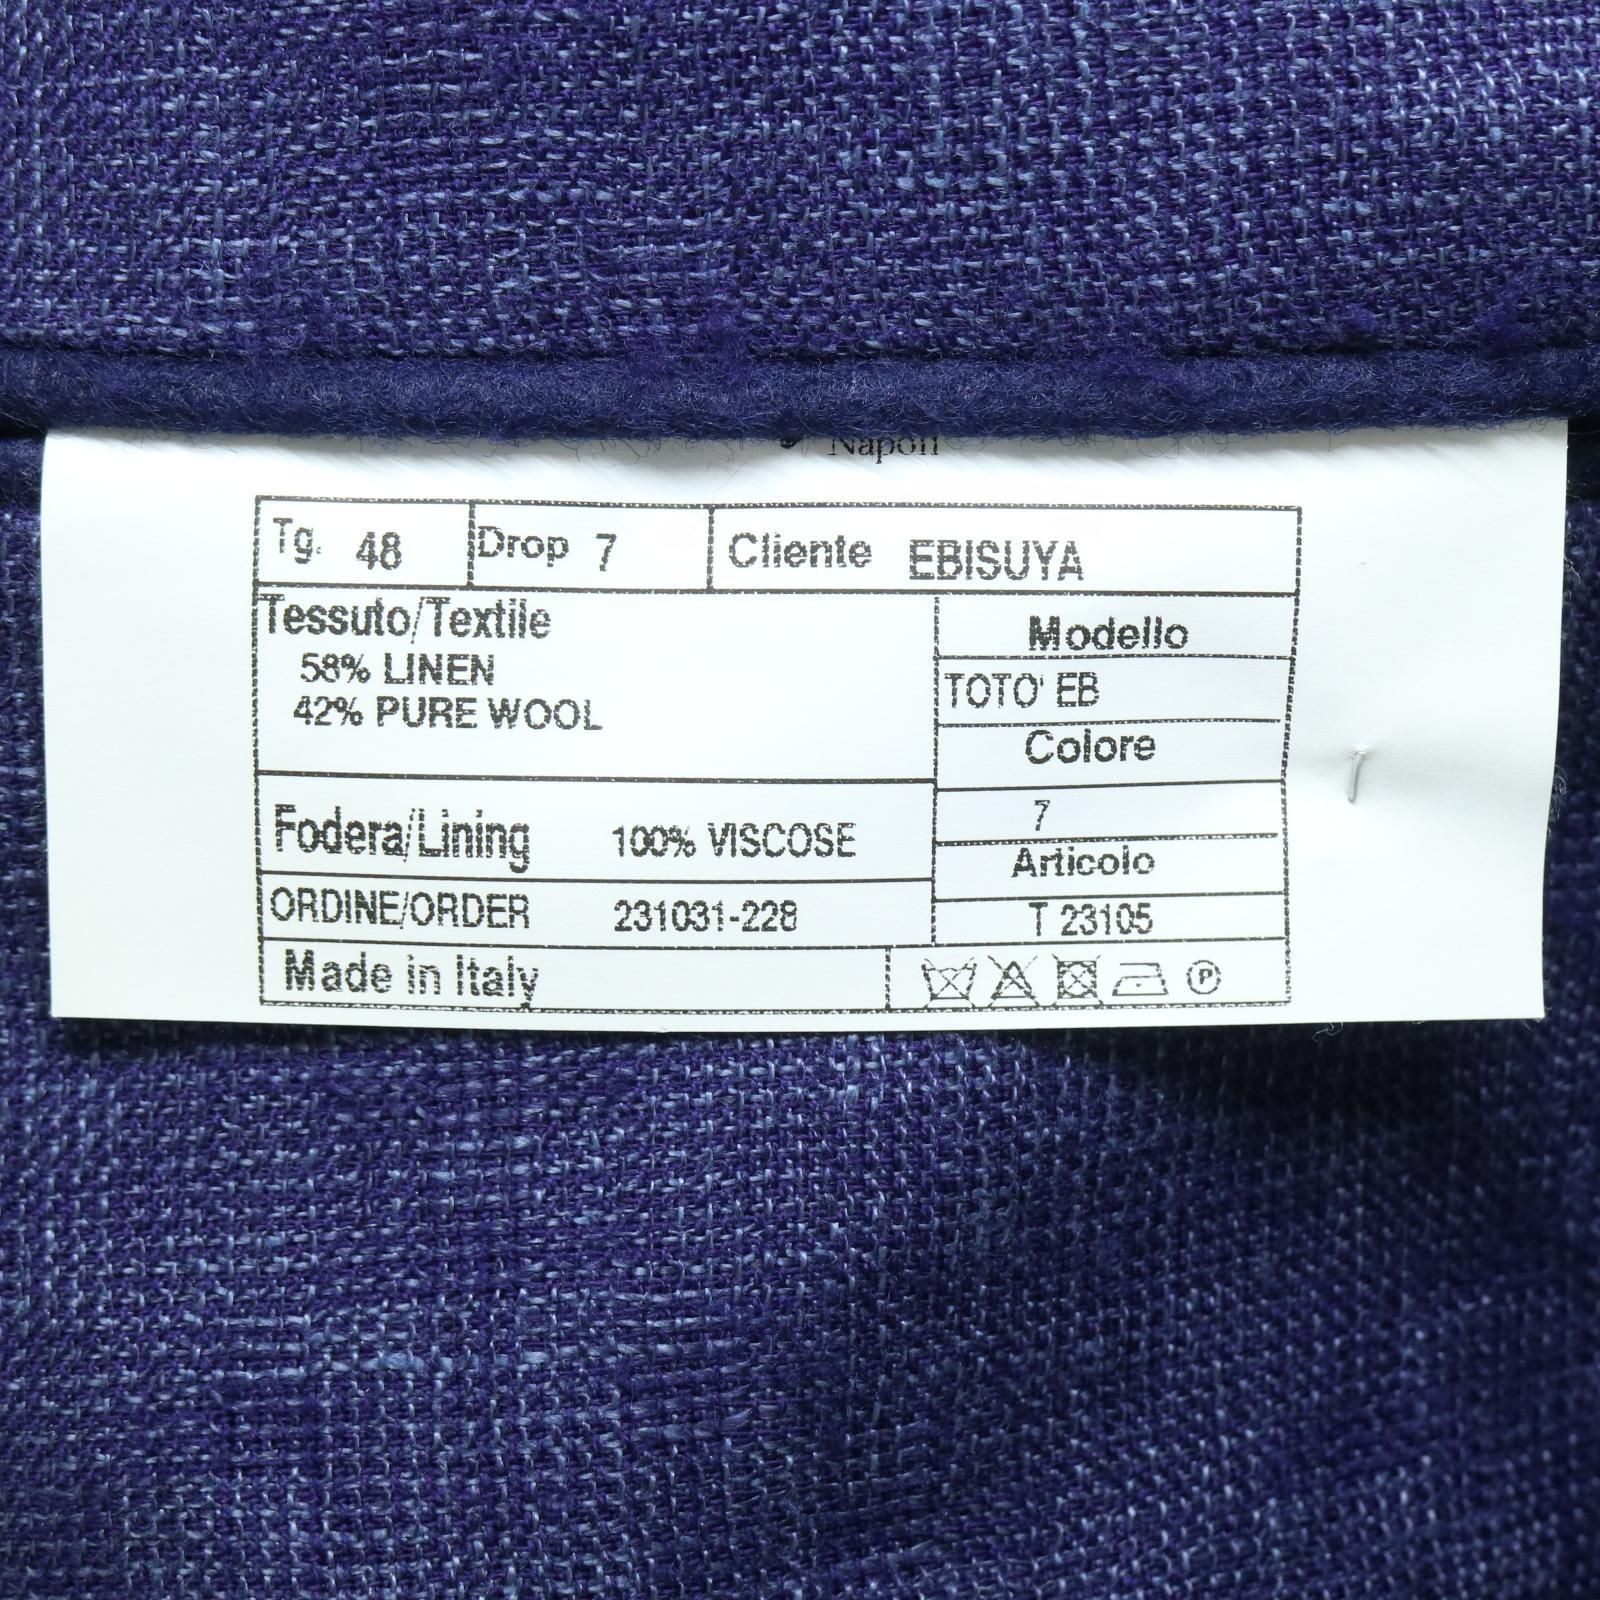 Napoli
Tg. 48 Drop 7 Cliente EBISUYA
Tessuto/Textile
58% LINEN
42% PURE WOOL
Modello
TOTO' EB
Colore
7
Fodera/Lining 100% VISCOSE
Articolo
ORDINE/ORDER 231031-228
T 23105
Made in Italy
P